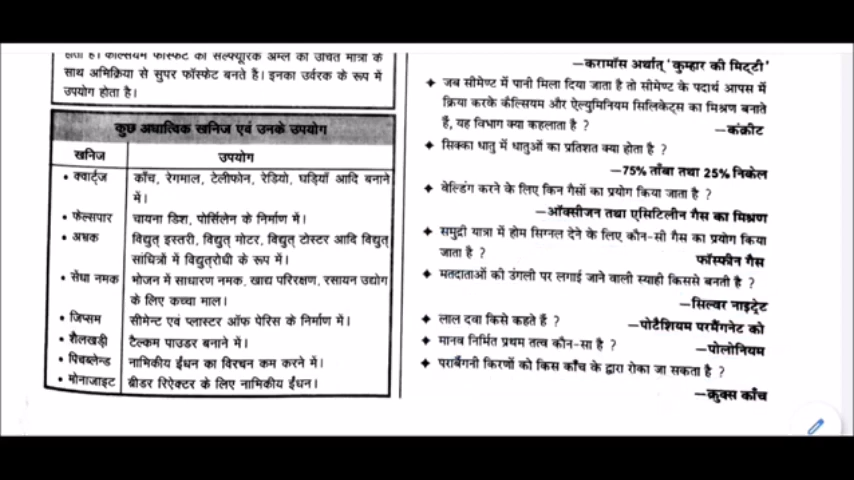 होता है। कैल्सियम फॉस्फेट की सल्फ्यूरिक अम्ल की उचित मात्रा के
साथ अभिक्रिया से सुपर फॉस्फेट बनते हैं। इनका उर्वरक के रूप में
उपयोग होता है।
कुछ अधात्विक खनिज एवं उनके उपयोग
खनिज उपयोग
• क्वार्ट्ज काँच, रेगमाल, टेलीफोन, रेडियो, घड़ियाँ आदि बनाने
में।
• फेल्सपार चायना डिश, पोर्सिलेन के निर्माण में।
• अभ्रक विद्युत् इस्तरी, विद्युत् मोटर, विद्युत् टोस्टर आदि विद्युत्
सांधित्रों में विद्युत्रोधी के रूप में।
• सेंधा नमक भोजन में साधारण नमक, खाद्य परिरक्षण, रसायन उद्योग
के लिए कच्चा माल।
• जिप्सम सीमेन्ट एवं प्लास्टर ऑफ पेरिस के निर्माण में।
• शैलखड़ी टैल्कम पाउडर बनाने में।
• पिचब्लेन्ड नाभिकीय ईंधन का विरचन कम करने में।
• मोनाजाइट ब्रीडर रिऐक्टर के लिए नाभिकीय ईंधन।
—करामॉस अर्थात् 'कुम्हार की मिट्टी'
✦ जब सीमेण्ट में पानी मिला दिया जाता है तो सीमेण्ट के पदार्थ आपस में
क्रिया करके कैल्सियम और ऐल्युमिनियम सिलिकेट्स का मिश्रण बनाते
हैं, यह विभाग क्या कहलाता है ? —कंक्रीट
✦ सिक्का धातु में धातुओं का प्रतिशत क्या होता है ?
—75% ताँबा तथा 25% निकेल
✦ वेल्डिंग करने के लिए किन गैसों का प्रयोग किया जाता है ?
—ऑक्सीजन तथा एसिटिलीन गैस का मिश्रण
✦ समुद्री यात्रा में होम सिग्नल देने के लिए कौन-सी गैस का प्रयोग किया
जाता है ? फॉस्फीन गैस
✦ मतदाताओं को उंगली पर लगाई जाने वाली स्याही किससे बनती है ?
—सिल्वर नाइट्रेट
✦ लाल दवा किसे कहते हैं ? —पोटैशियम परमैंगनेट को
✦ मानव निर्मित प्रथम तत्व कौन-सा है ? —पोलोनियम
✦ पराबैंगनी किरणों को किस काँच के द्वारा रोका जा सकता है ?
—क्रुक्स काँच